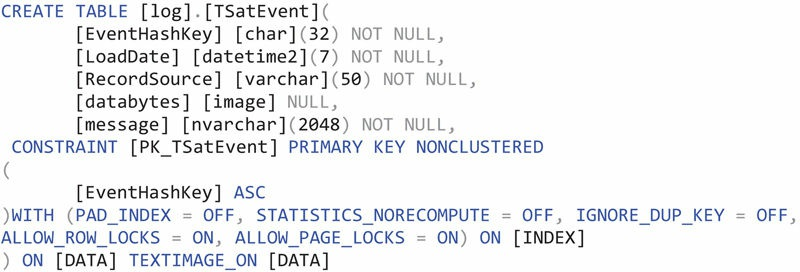 CREATE TABLE [log].[TSatEvent](
[EventHashKey] [char](32) NOT NULL,
[LoadDate] [datetime2](7) NOT NULL,
[RecordSource] [varchar](50) NOT NULL,
[databytes] [image] NULL,
[message] [nvarchar](2048) NOT NULL,
CONSTRAINT [PK_TSatEvent] PRIMARY KEY NONCLUSTERED
(
[EventHashKey] ASC
)WITH (PAD_INDEX = OFF, STATISTICS_NORECOMPUTE = OFF, IGNORE_DUP_KEY = OFF,
ALLOW_ROW_LOCKS = ON, ALLOW_PAGE_LOCKS = ON) ON [INDEX]
) ON [DATA] TEXTIMAGE_ON [DATA]